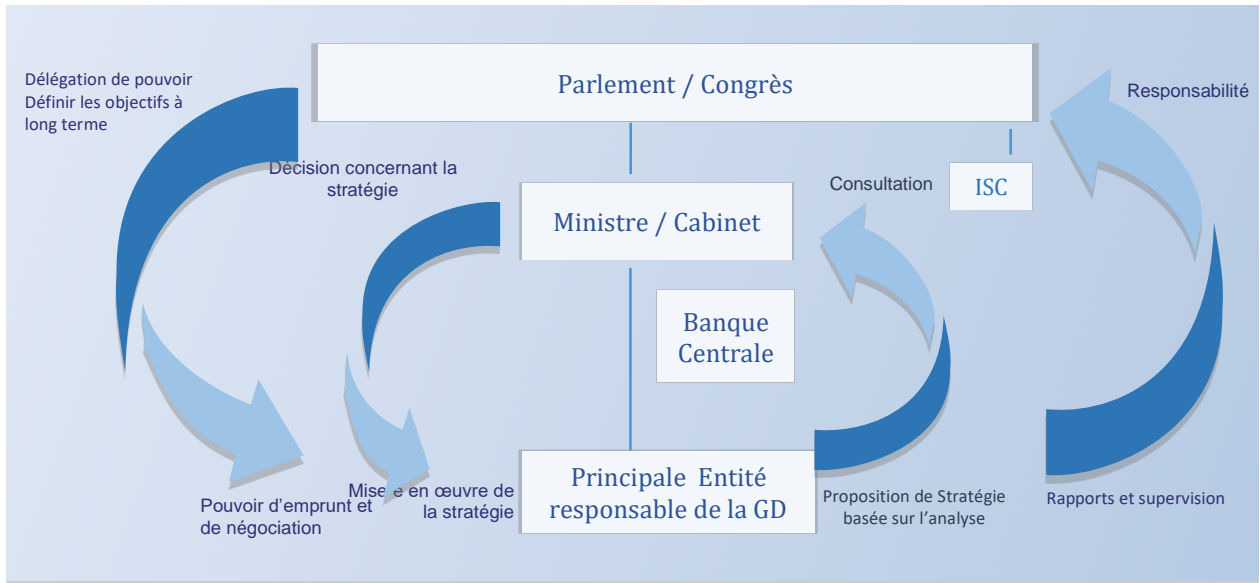 Parlement / Congrès
Délégation de pouvoir
Définir les objectifs à
long terme
Responsabilité
Décision concernant la
stratégie
Consultation
ISC
Ministre / Cabinet
Banque
Centrale
Principale Entité
responsable de la GD
Mise e en œuvre de
la stratégie
Pouvoir d'emprunt et
de négociation
Proposition de Stratégie
basée sur l'analyse
Rapports et supervision